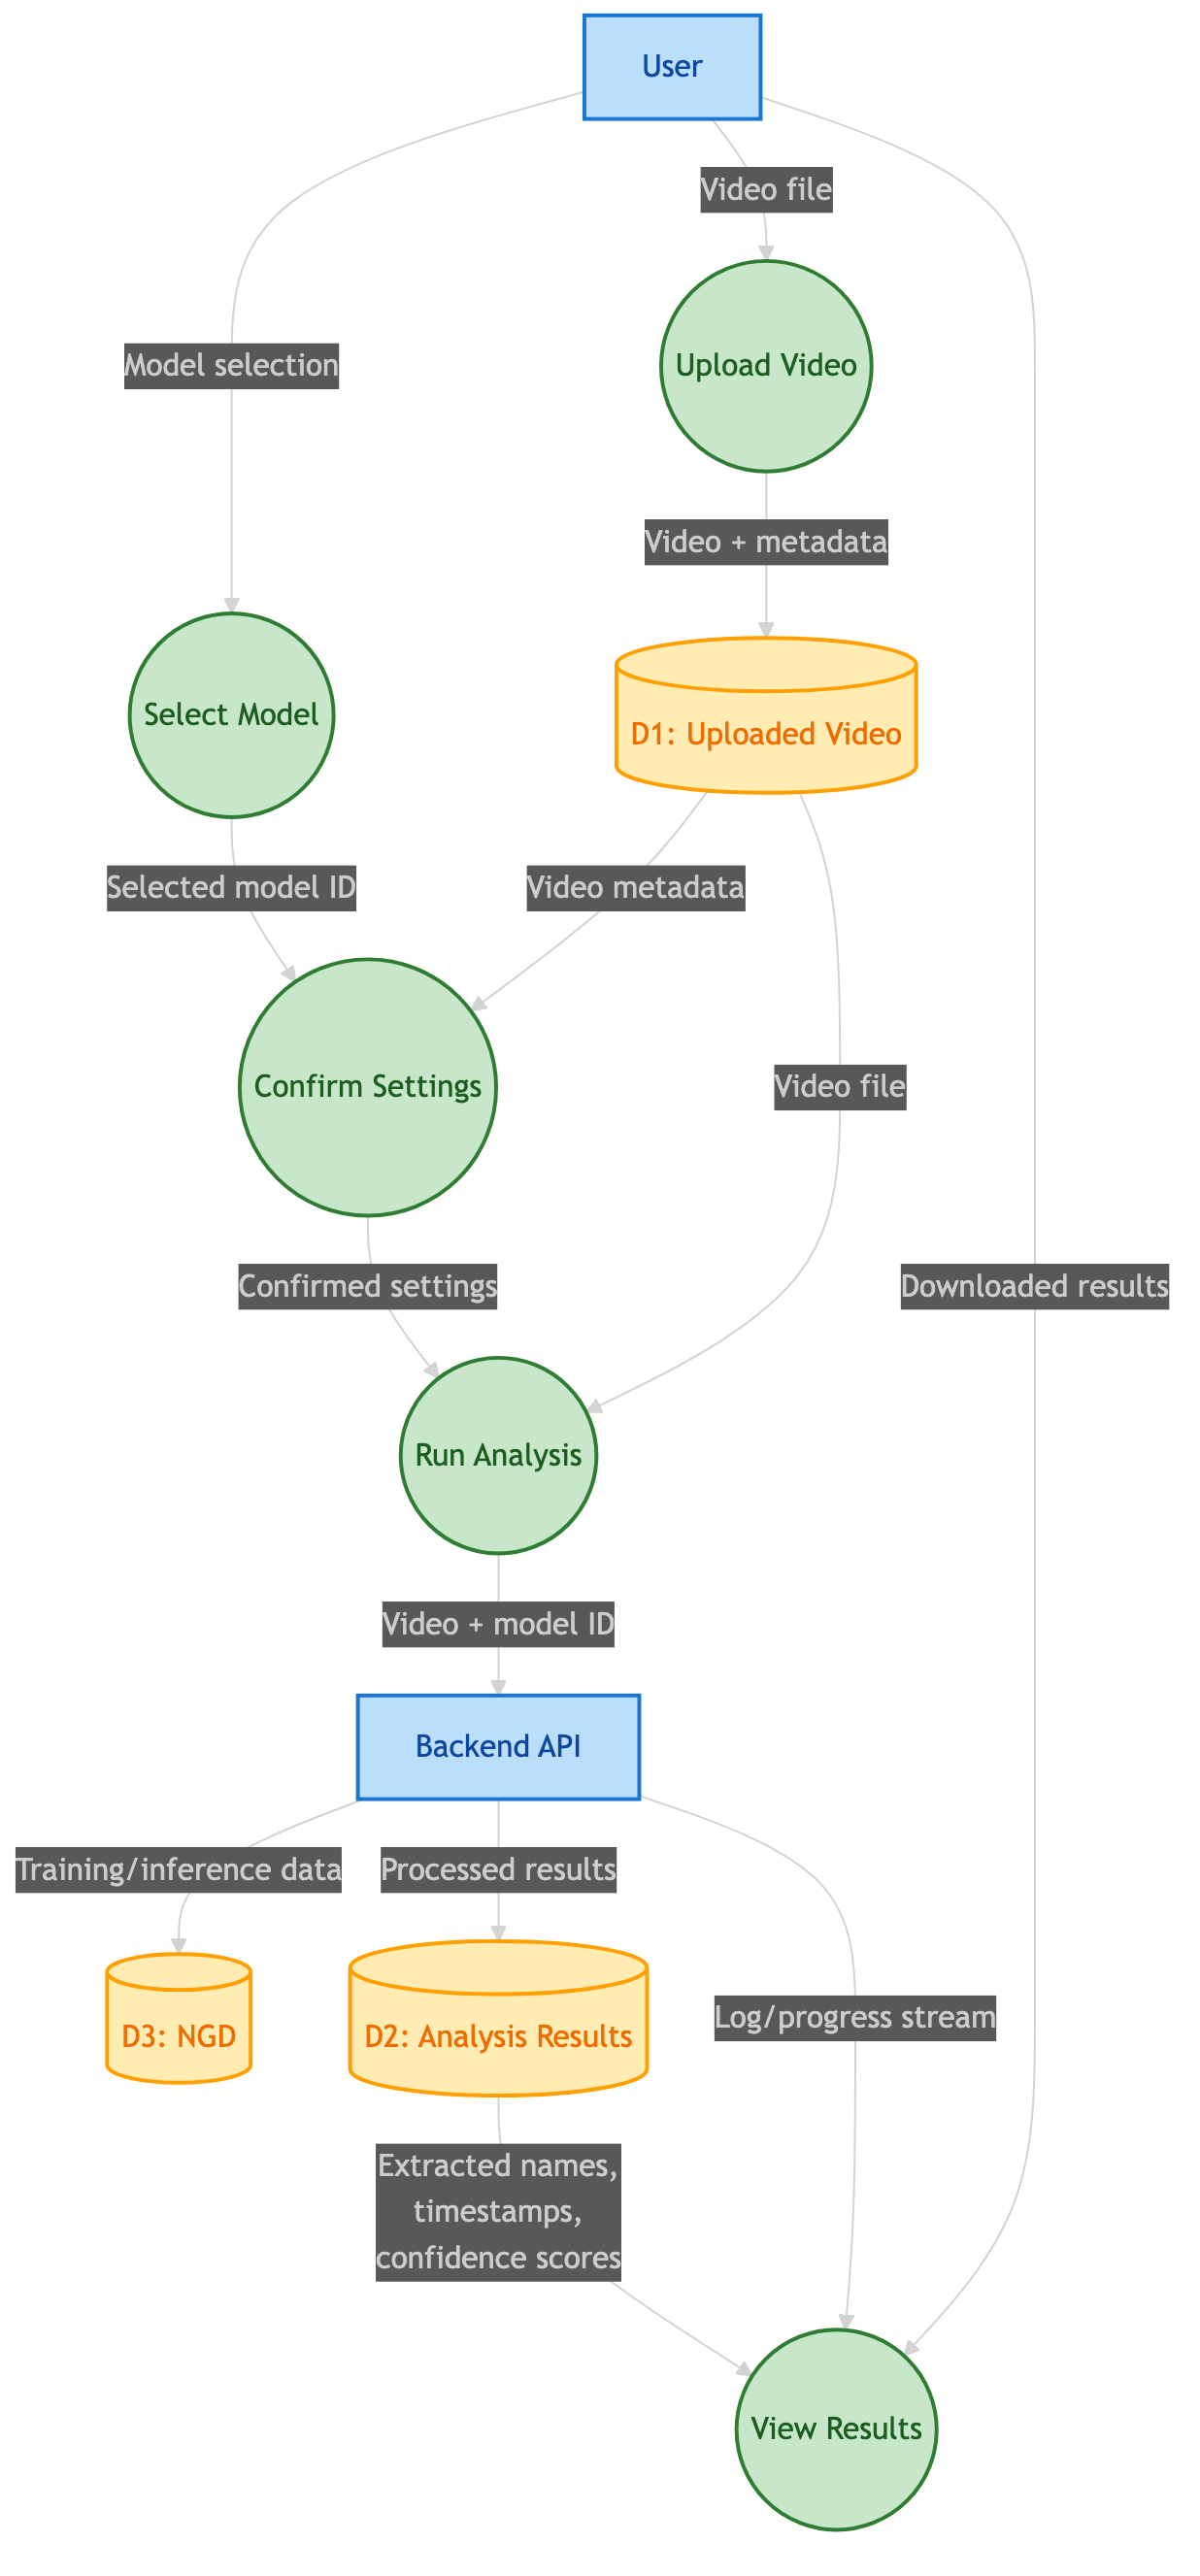 User
Video file
Model selection
Upload Video
Video + metadata
Select Model
D1: Uploaded Video
Selected model ID
Video metadata
Confirm Settings
Video file
Confirmed settings
Downloaded results
Run Analysis
Video + model ID
Backend API
Training/inference data
Processed results
Log/progress stream
D3: NGD
D2: Analysis Results
Extracted names,
timestamps,
confidence scores
View Results